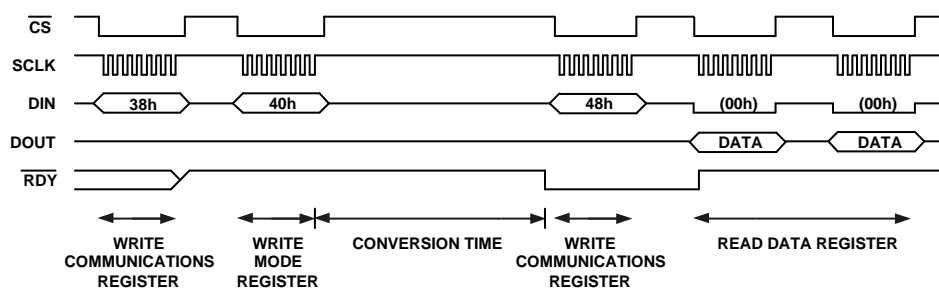 CS
SCLK
DIN 38h 40h 48h (00h) (00h)
DOUT DATA DATA
RDY
WRITE COMMUNICATIONS REGISTER
WRITE MODE REGISTER
CONVERSION TIME
WRITE COMMUNICATIONS REGISTER
READ DATA REGISTER